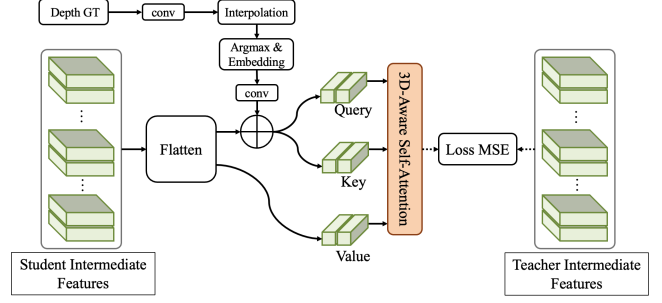 Depth GT
conv
Interpolation
Argmax &
Embedding
conv
Flatten
Query
Key
Value
3D-Aware Self-Attention
Loss MSE
Student Intermediate
Features
Teacher Intermediate
Features